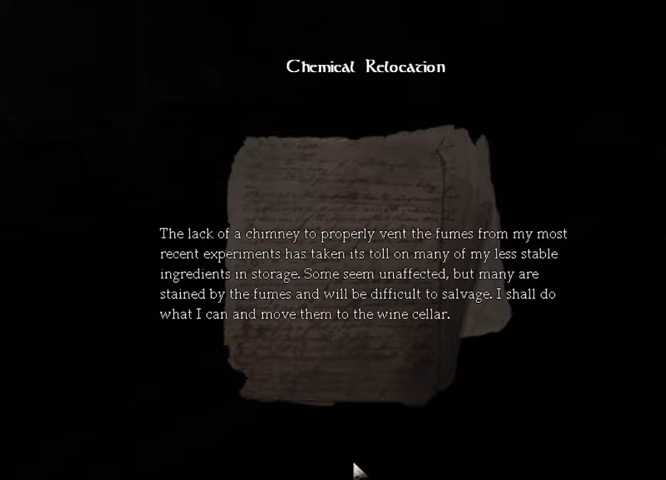 Chemical Relocation
The lack of a chimney to properly vent the fumes from my most
recent experiments has taken its toll on many of my less stable
ingredients in storage. Some seem unaffected, but many are
stained by the fumes and will be difficult to salvage. I shall do
what I can and move them to the wine cellar.